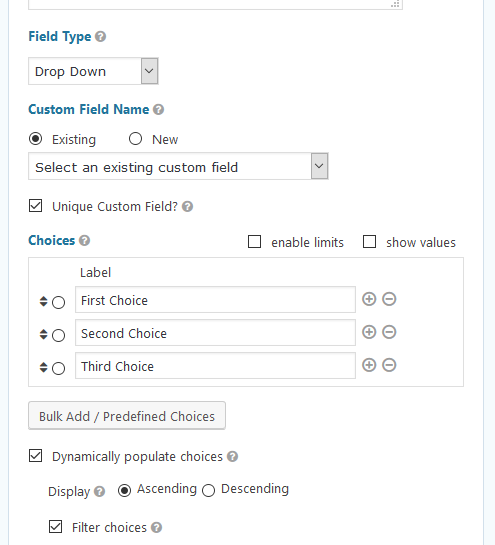 Field Type
Drop Down
Custom Field Name
Existing New
Select an existing custom field
Unique Custom Field?
Choices enable limits show values
Label
First Choice
Second Choice
Third Choice
Bulk Add / Predefined Choices
Dynamically populate choices
Display Ascending Descending
Filter choices